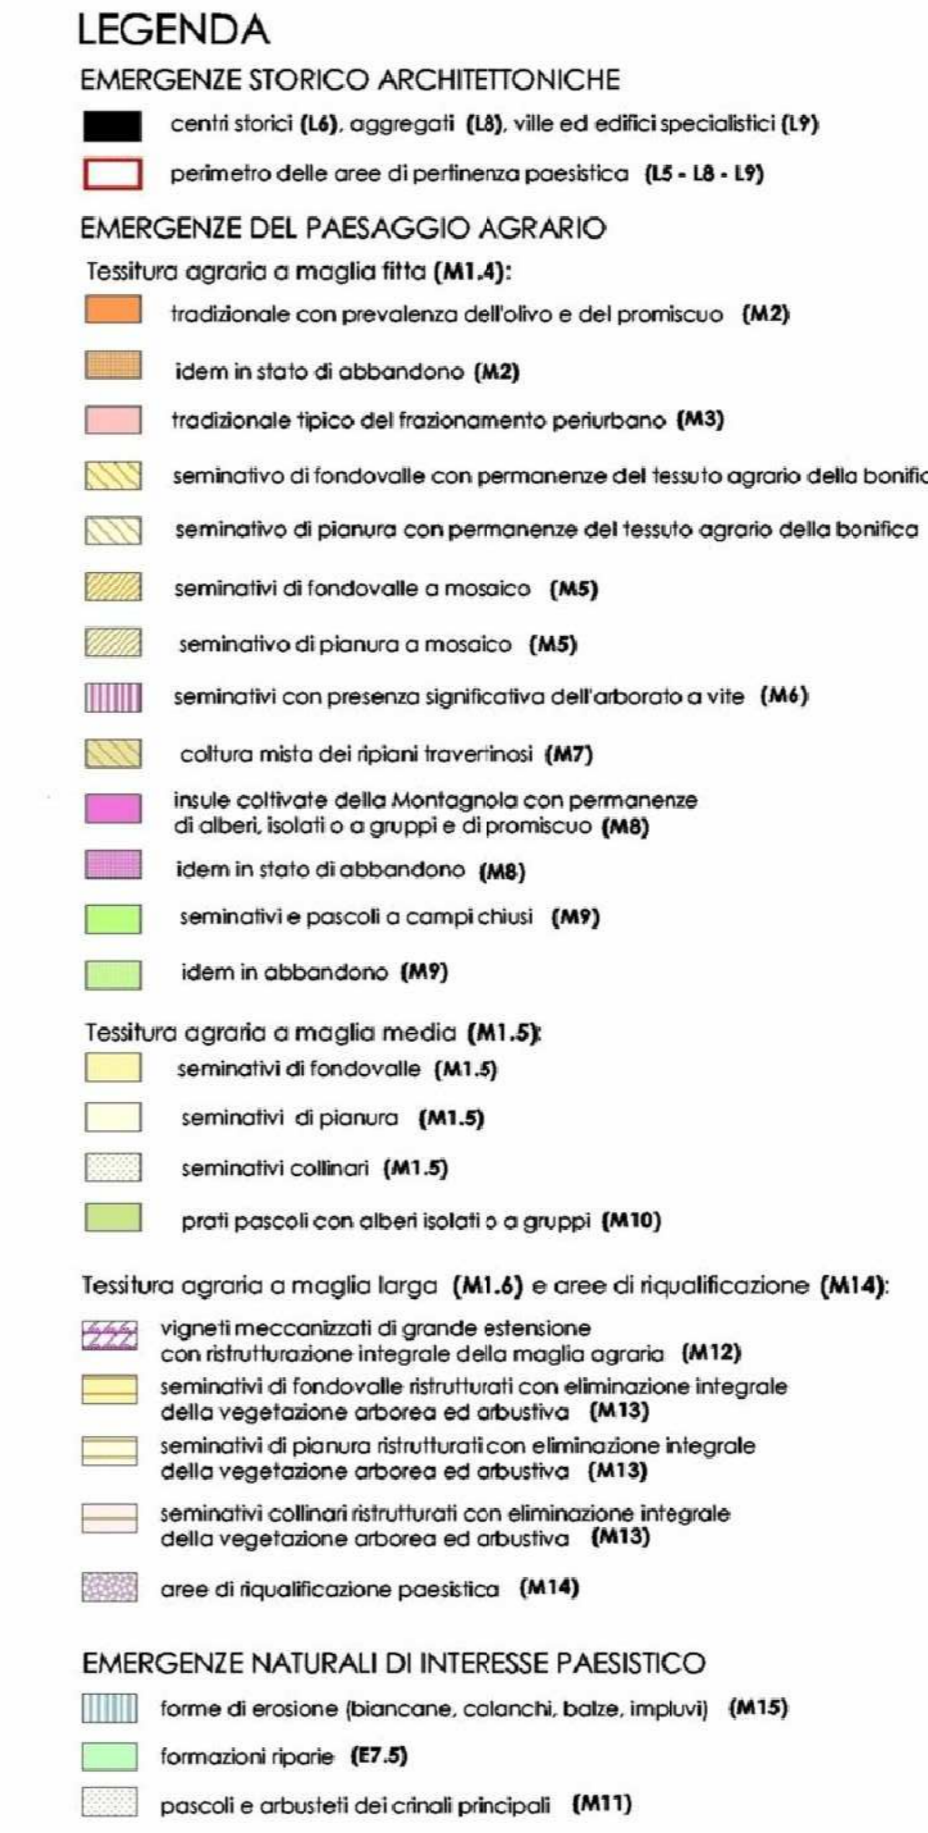 LEGENDA
EMERGENZE STORICO ARCHITETTONICHE
centri storici (L6), aggregati (L8), ville ed edifici specialistici (L9)
perimetro delle aree di pertinenza paesistica (L5 - L8 - L9)
EMERGENZE DEL PAESAGGIO AGRARIO
Tessitura agraria a maglia fitta (M1.4):
tradizionale con prevalenza dell'olivo e del promiscuo (M2)
idem in stato di abbandono (M2)
tradizionale tipico del frazionamento periurbano (M3)
seminativo di fondovalle con permanenze del tessuto agrario della bonific
seminativo di pianura con permanenze del tessuto agrario della bonifica
seminativi di fondovalle a mosaico (M5)
seminativo di pianura a mosaico (M5)
seminativi con presenza significativa dell'arborato a vite (M6)
coltura mista dei ripiani travertinosi (M7)
insule coltivate della Montagnola con permanenze
di alberi, isolati o a gruppi e di promiscuo (M8)
idem in stato di abbandono (M8)
seminativi e pascoli a campi chiusi (M9)
idem in abbandono (M9)
Tessitura agraria a maglia media (M1.5):
seminativi di fondovalle (M1.5)
seminativi di pianura (M1.5)
seminativi collinari (M1.5)
prati pascoli con alberi isolati o a gruppi (M10)
Tessitura agraria a maglia larga (M1.6) e aree di riqualificazione (M14):
vigneti meccanizzati di grande estensione
con ristrutturazione integrale della maglia agraria (M12)
seminativi di fondovalle ristrutturati con eliminazione integrale
della vegetazione arborea ed arbustiva (M13)
seminativi di pianura ristrutturati con eliminazione integrale
della vegetazione arborea ed arbustiva (M13)
seminativi collinari ristrutturati con eliminazione integrale
della vegetazione arborea ed arbustiva (M13)
aree di riqualificazione paesistica (M14)
EMERGENZE NATURALI DI INTERESSE PAESISTICO
forme di erosione (biancane, calanchi, balze, impluvi) (M15)
formazioni riparie (E7.5)
pascoli e arbusteti dei crinali principali (M11)